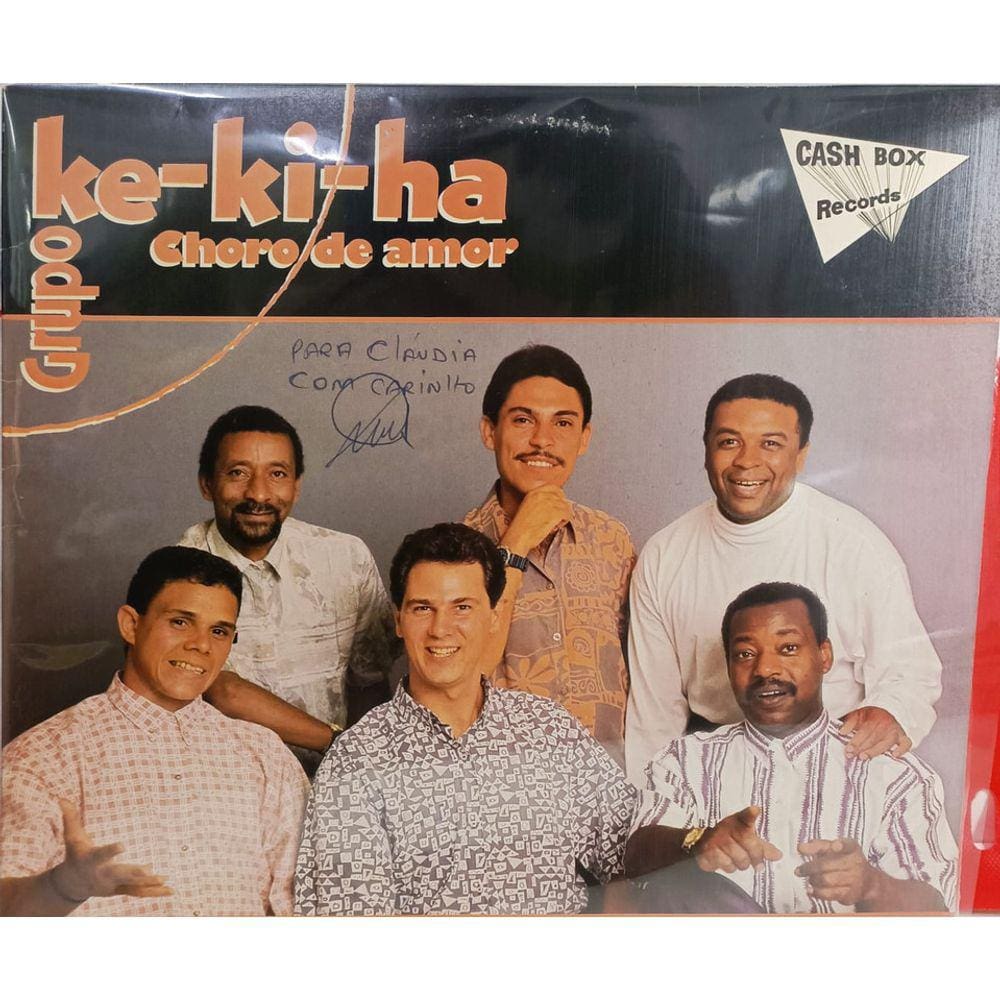 ke-ki-ha
Grupo
Choro de amor
CASH BOX
Records
PARA CLÁUDIA
COM CARINHO